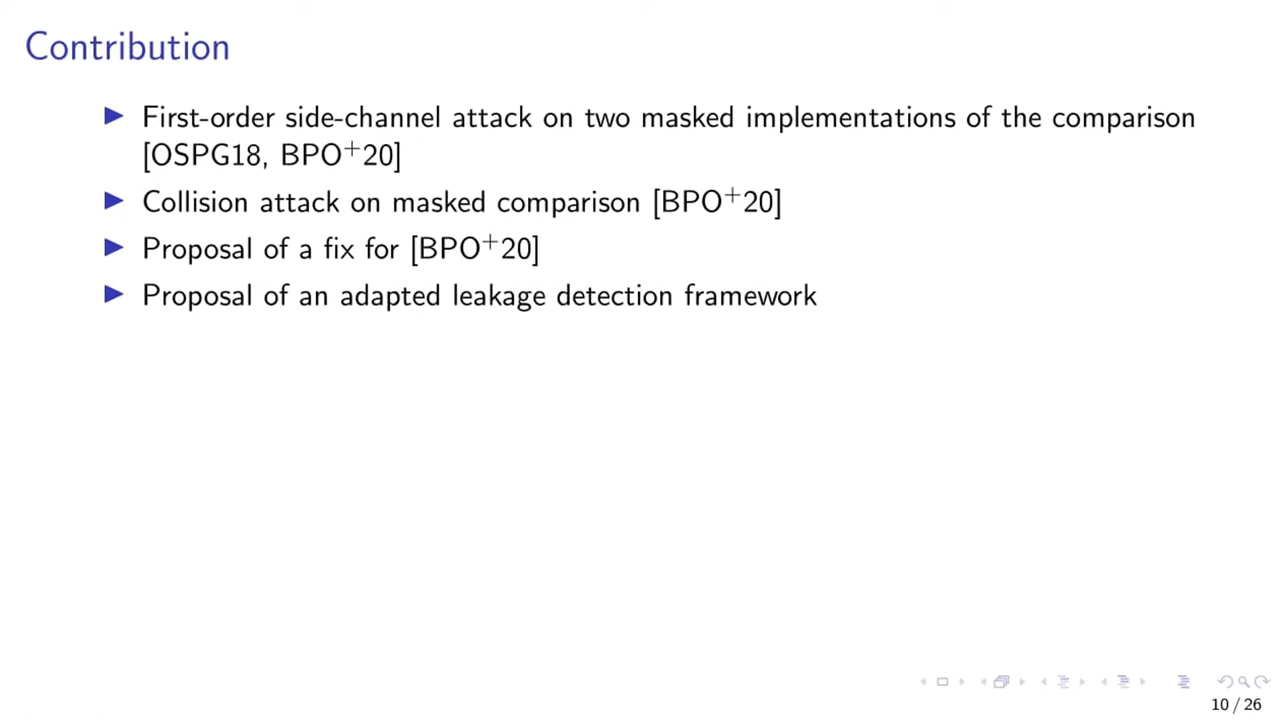 Contribution
First-order side-channel attack on two masked implementations of the comparison
[OSPG18, BPO+20]
Collision attack on masked comparison [BPO+20]
Proposal of a fix for [BPO+20]
Proposal of an adapted leakage detection framework
10 / 26